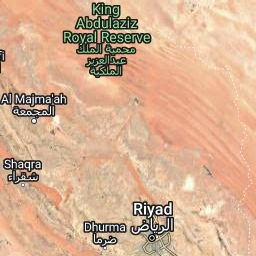 King
Abdulaziz
Royal Reserve
محمية الملك
عبدالعزيز
الملكية
Al Majma'ah
المجمعة
Shaqra
شقراء
Riyad
الرياض
Dhurma
ضرما